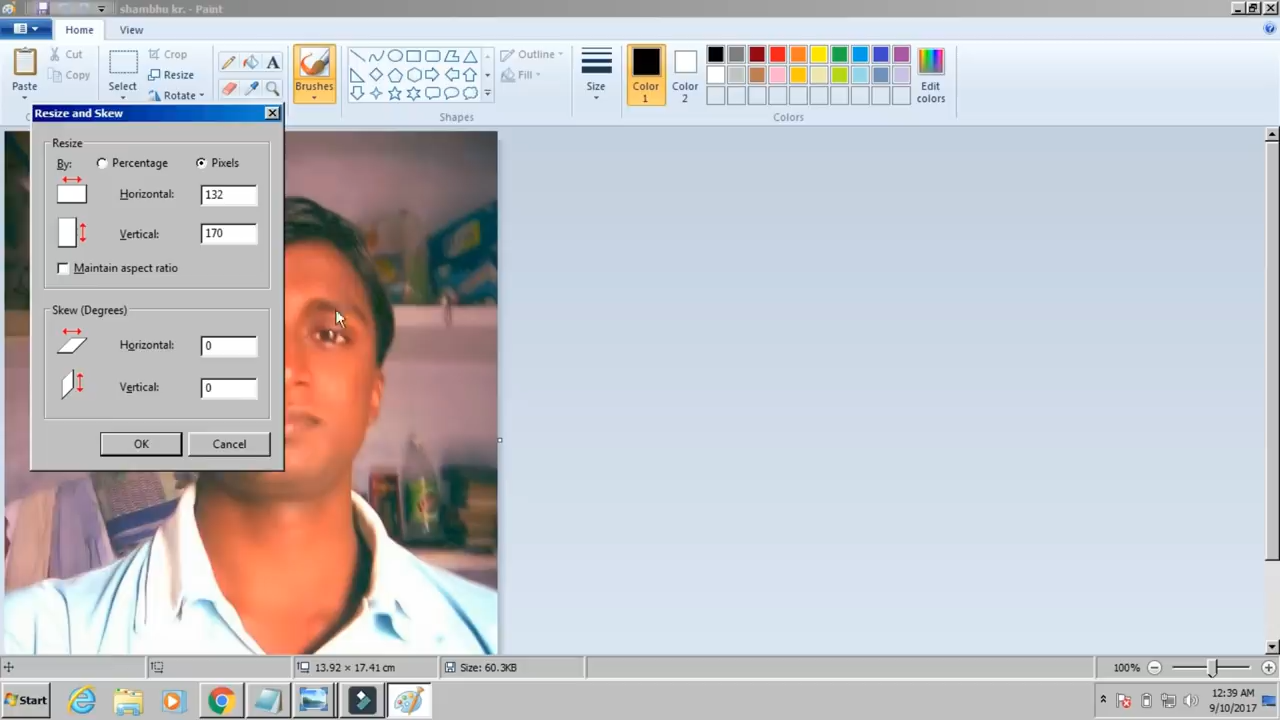 shambhu kr. - Paint
Home View
Cut
Copy
Paste
Crop
Resize
Rotate
Select
Brushes
Outline
Fill
Shapes
Size
Color 1
Color 2
Edit colors
Colors
Resize and Skew
Resize
By: Percentage Pixels
Horizontal: 132
Vertical: 170
Maintain aspect ratio
Skew (Degrees)
Horizontal: 0
Vertical: 0
OK Cancel
13.92 × 17.41 cm Size: 60.3KB 100%
Start 12:39 AM
9/10/2017